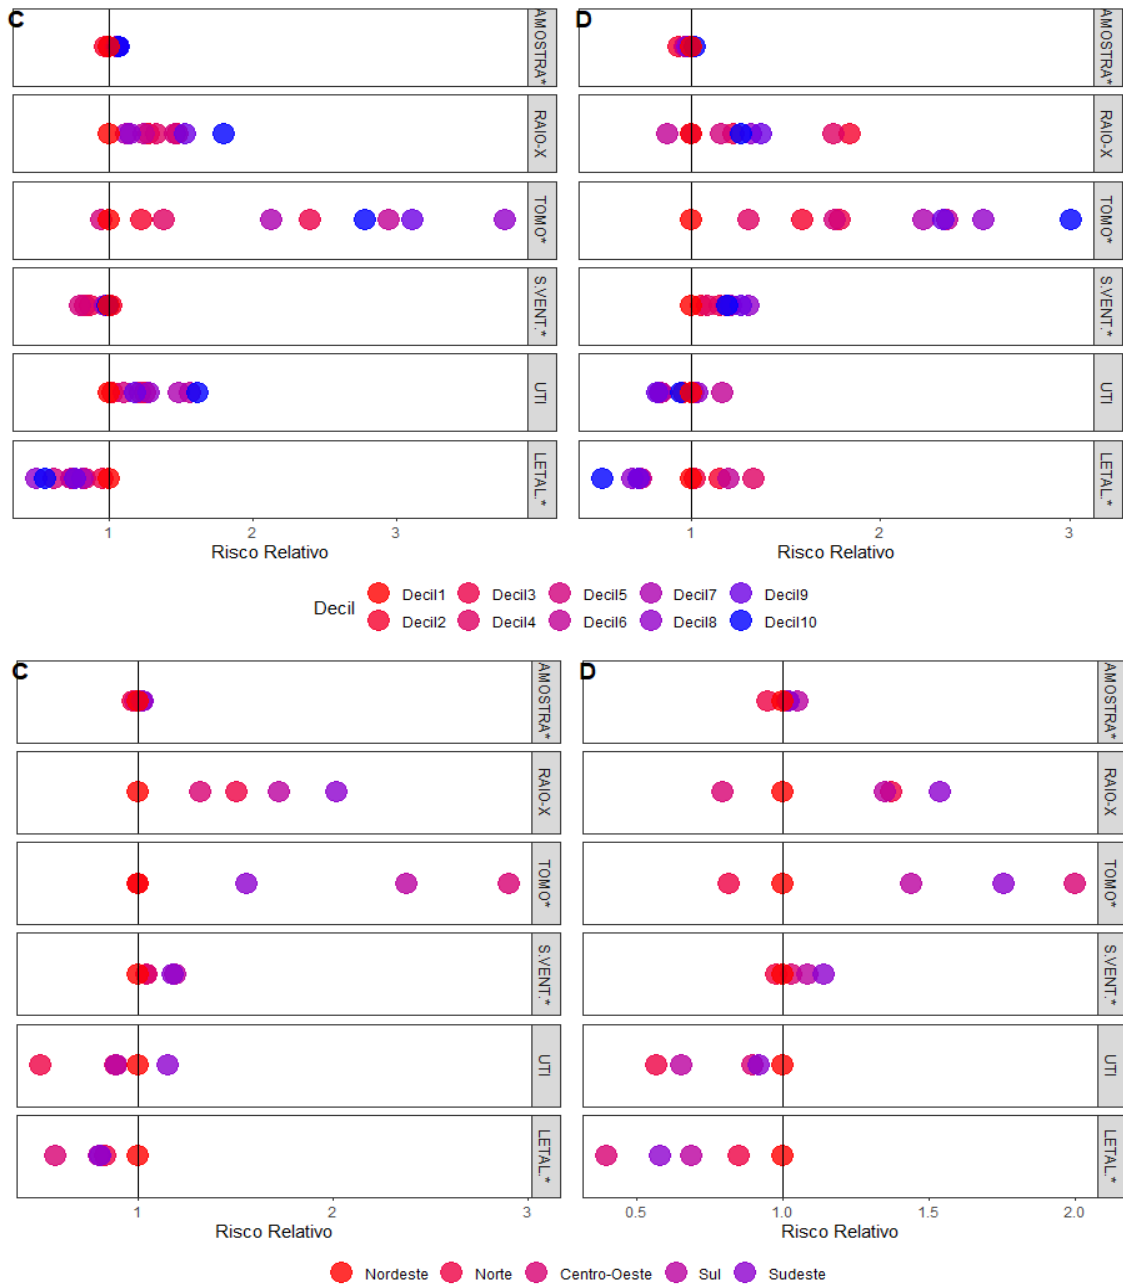 C
AMOSTRA*
RAIO-X
TOMO*
S.VENT.*
UTI
LETAL.*
1 2 3
Risco Relativo
D
AMOSTRA*
RAIO-X
TOMO*
S.VENT.*
UTI
LETAL.*
1 2 3
Risco Relativo
Decil
Decil1 Decil3 Decil5 Decil7 Decil9
Decil2 Decil4 Decil6 Decil8 Decil10
C
AMOSTRA*
RAIO-X
TOMO*
S.VENT.*
UTI
LETAL.*
1 2 3
Risco Relativo
D
AMOSTRA*
RAIO-X
TOMO*
S.VENT.*
UTI
LETAL.*
0.5 1.0 1.5 2.0
Risco Relativo
Nordeste Norte Centro-Oeste Sul Sudeste